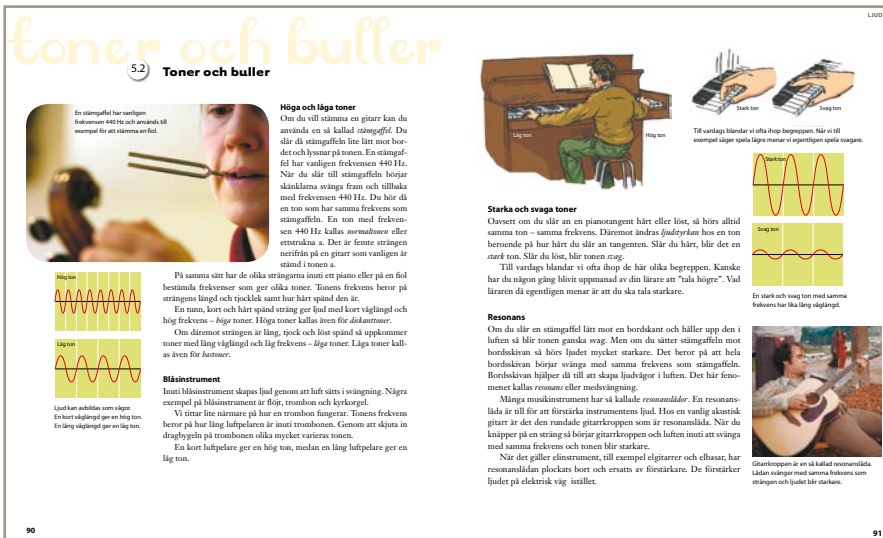 toner och buller
5.2
Toner och buller
En stämgaffel har vanligen
frekvensen 440 Hz och används till
exempel för att stämma en fiol.
Höga och låga toner
Om du vill stämma en gitarr kan du
använda en så kallad stämgaffel. Du
slår då stämgaffeln lite lätt mot bor-
det och lyssnar på tonen. En stämgaf-
fel har vanligen frekvensen 440 Hz.
När du slår till stämgaffeln börjar
skänklarna svänga fram och tillbaka
med frekvensen 440 Hz. Du hör då
en ton som har samma frekvens som
stämgaffeln. En ton med frekven-
sen 440 Hz kallas normaltonen eller
ettstrukna a. Det är femte strängen
nerifrån på en gitarr som vanligen är
stämd i tonen a.
På samma sätt har de olika strängarna inuti ett piano eller på en fiol
bestämda frekvenser som ger olika toner. Tonens frekvens beror på
strängens längd och tjocklek samt hur hårt spänd den är.
En tunn, kort och hårt spänd sträng ger ljud med kort våglängd och
hög frekvens – höga toner. Höga toner kallas även för diskanttoner.
Om däremot strängen är lång, tjock och löst spänd så uppkommer
toner med lång våglängd och låg frekvens – låga toner. Låga toner kall-
as även för bastoner.
Hög ton
Låg ton
Ljud kan avbildas som vågor.
En kort våglängd ger en hög ton.
En lång våglängd ger en låg ton.
Blåsinstrument
Inuti blåsinstrument skapas ljud genom att luft sätts i svängning. Några
exempel på blåsinstrument är flöjt, trombon och kyrkorgel.
Vi tittar lite närmare på hur en trombon fungerar. Tonens frekvens
beror på hur lång luftpelaren är inuti trombonen. Genom att skjuta in
dragbygeln på trombonen olika mycket varieras tonen.
En kort luftpelare ger en hög ton, medan en lång luftpelare ger en
låg ton.
90
LJUD
Låg ton
Hög ton
Stark ton
Svag ton
Till vardags blandar vi ofta ihop begreppen. När vi till
exempel säger spela lägre menar vi egentligen spela svagare.
Starka och svaga toner
Oavsett om du slår an en pianotangent hårt eller löst, så hörs alltid
samma ton – samma frekvens. Däremot ändras ljudstyrkan hos en ton
beroende på hur hårt du slår an tangenten. Slår du hårt, blir det en
stark ton. Slår du löst, blir tonen svag.
Till vardags blandar vi ofta ihop de här olika begreppen. Kanske
har du någon gång blivit uppmanad av din lärare att "tala högre". Vad
läraren då egentligen menar är att du ska tala starkare.
Stark ton
Svag ton
En stark och svag ton med samma
frekvens har lika lång våglängd.
Resonans
Om du slår en stämgaffel lätt mot en bordskant och håller upp den i
luften så blir tonen ganska svag. Men om du sätter stämgaffeln mot
bordsskivan så hörs ljudet mycket starkare. Det beror på att hela
bordsskivan börjar svänga med samma frekvens som stämgaffeln.
Bordsskivan hjälper då till att skapa ljudvågor i luften. Det här feno-
menet kallas resonans eller medsvängning.
Många musikinstrument har så kallade resonanslådor. En resonans-
låda är till för att förstärka instrumentens ljud. Hos en vanlig akustisk
gitarr är det den rundade gitarrkroppen som är resonanslåda. När du
knäpper på en sträng så börjar gitarrkroppen och luften inuti att svänga
med samma frekvens och tonen blir starkare.
När det gäller elinstrument, till exempel elgitarrer och elbasar, har
resonanslådan plockats bort och ersatts av förstärkare. De förstärker
ljudet på elektrisk väg istället.
Gitarrkroppen är en så kallad resonanslåda.
Lådan svänger med samma frekvens som
strängen och ljudet blir starkare.
91